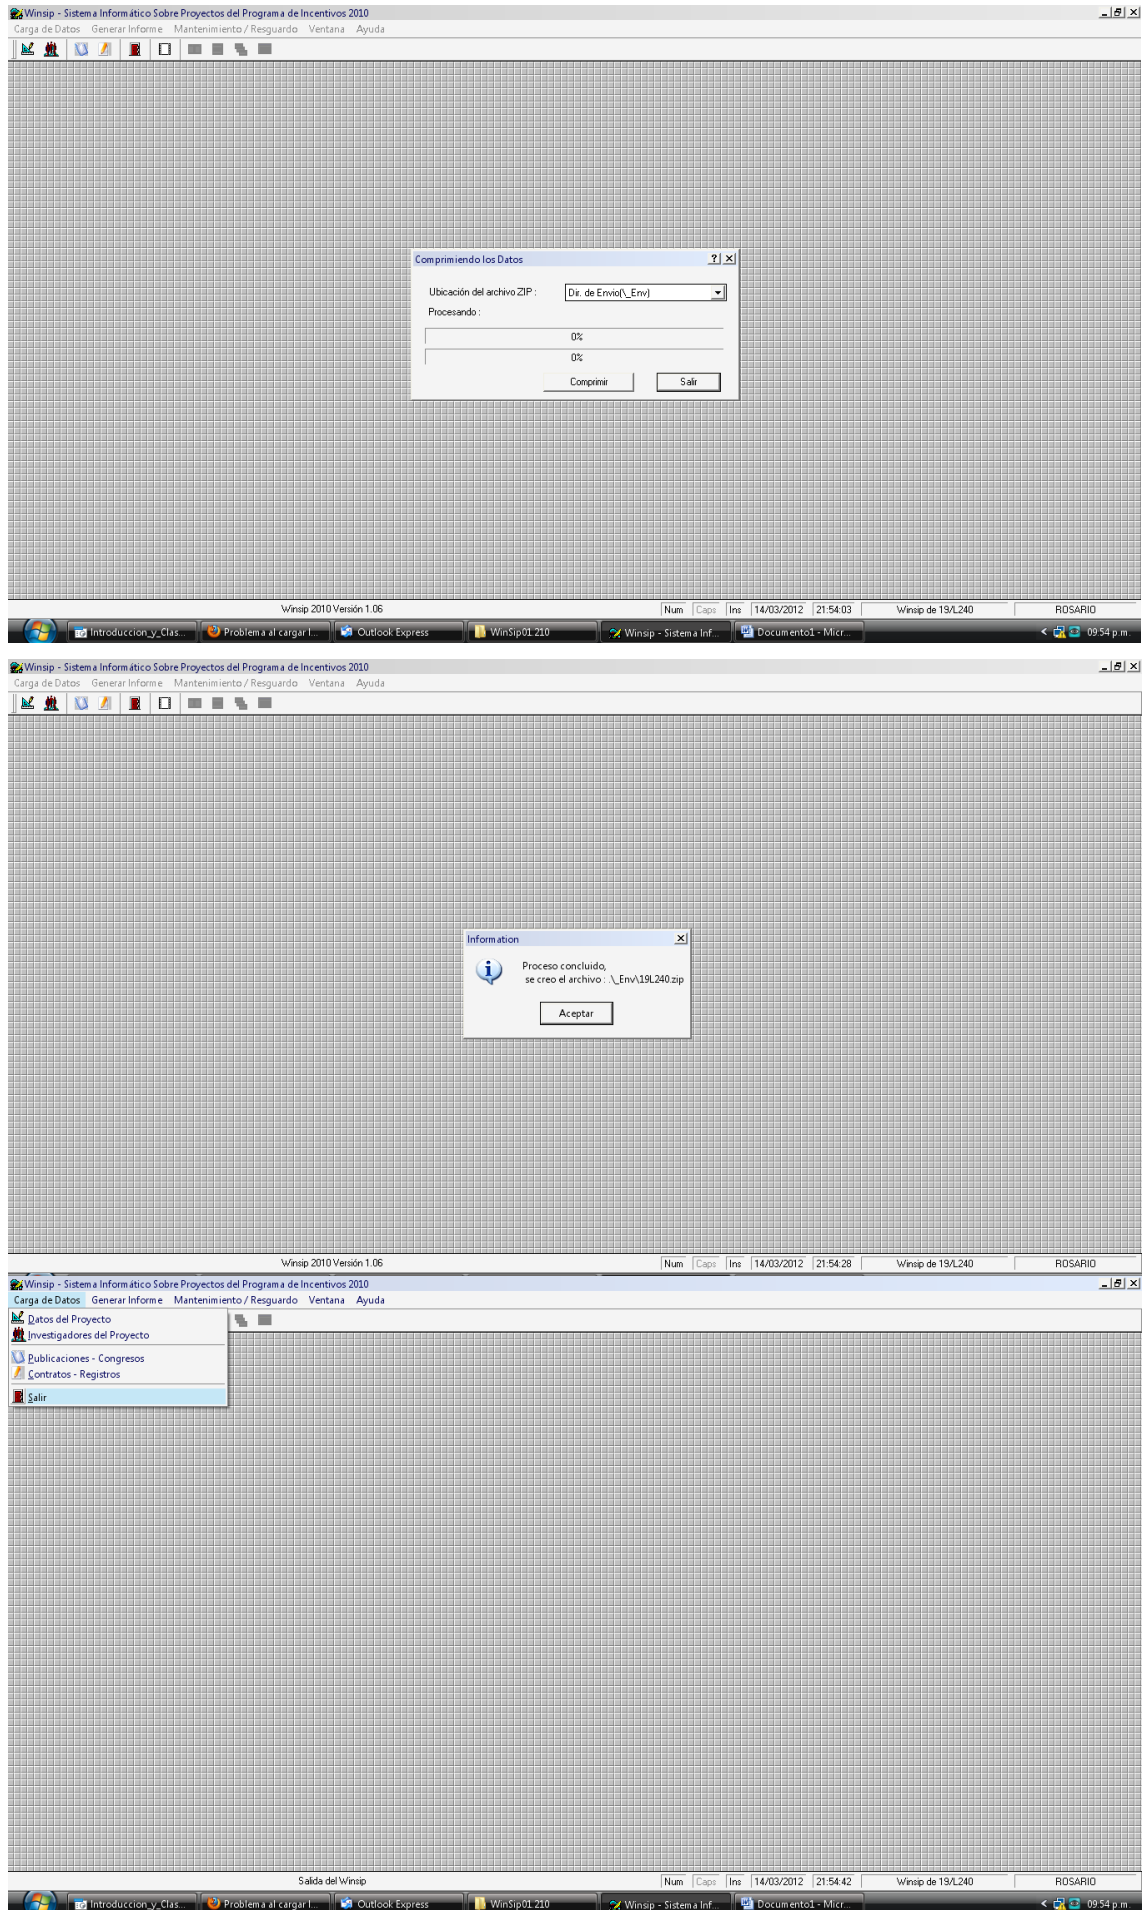 Winsip - Sistema Informático Sobre Proyectos del Programa de Incentivos 2010
Carga de Datos Generar Informe Mantenimiento / Resguardo Ventana Ayuda
Comprimiendo los Datos
Ubicación del archivo ZIP : Dir. de Envio(\_Env)
Procesando :
0%
0%
Comprimir Salir
Winsip 2010 Versión 1.06 Num Caps Ins 14/03/2012 21:54:03 Winsip de 19/L240 ROSARIO
Introduccion_y_Clas... Problema al cargar l... Outlook Express WinSip01.210 Winsip - Sistema Inf... Documento1 - Micr... 09:54 p.m.
Winsip - Sistema Informático Sobre Proyectos del Programa de Incentivos 2010
Carga de Datos Generar Informe Mantenimiento / Resguardo Ventana Ayuda
Information
Proceso concluido,
se creo el archivo : .\_Env\19L240.zip
Aceptar
Winsip 2010 Versión 1.06 Num Caps Ins 14/03/2012 21:54:28 Winsip de 19/L240 ROSARIO
Winsip - Sistema Informático Sobre Proyectos del Programa de Incentivos 2010
Carga de Datos Generar Informe Mantenimiento / Resguardo Ventana Ayuda
Datos del Proyecto
Investigadores del Proyecto
Publicaciones - Congresos
Contratos - Registros
Salir
Salida del Winsip Num Caps Ins 14/03/2012 21:54:42 Winsip de 19/L240 ROSARIO
Introduccion_y_Clas... Problema al cargar l... Outlook Express WinSip01.210 Winsip - Sistema Inf... Documento1 - Micr... 09:54 p.m.